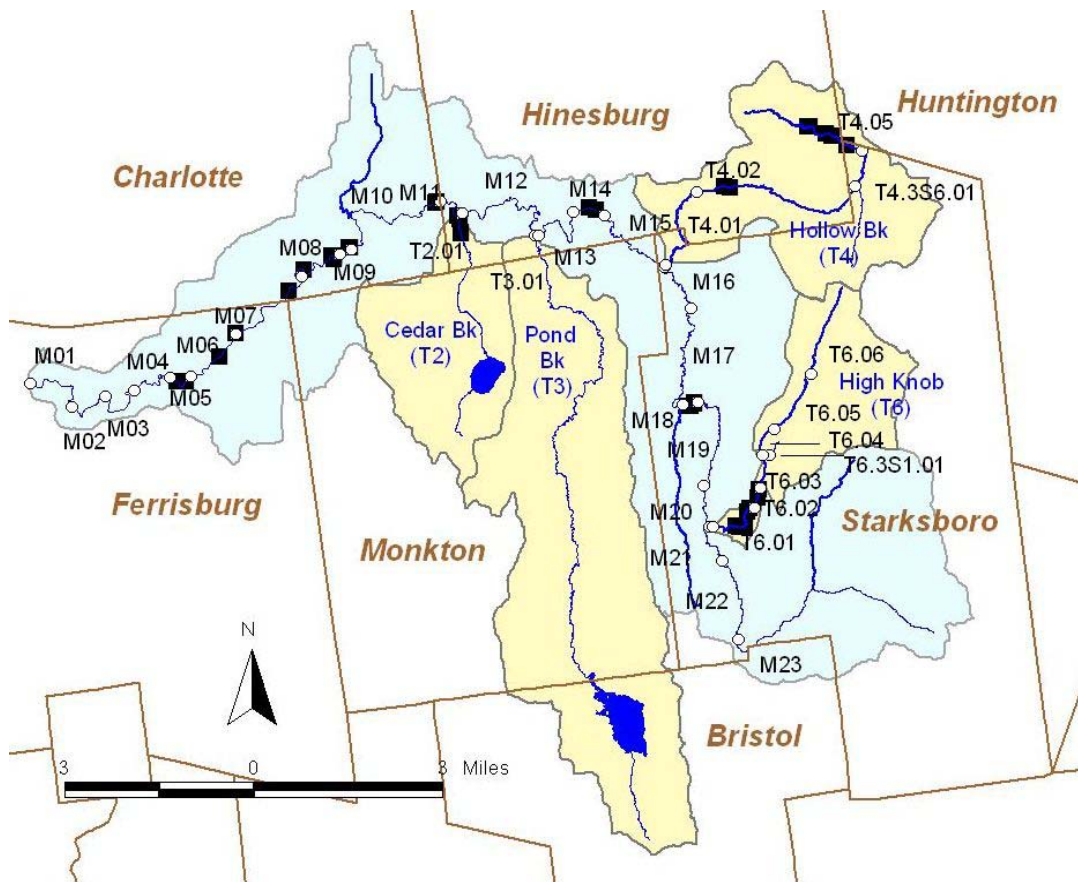 Hinesburg
Huntington
Charlotte
T4.05
T4.02
M12
M11
M10
M14
T4.3S6.01
T4.01
M15
Hollow Bk
(T4)
M08
T2.01
M13
M09
T3.01
M16
M07
Cedar Bk
(T2)
Pond
Bk
(T3)
M01
M04
M06
M17
T6.06
High Knob
(T6)
M05
M02
M03
M18
T6.05
T6.04
T6.3S1.01
M19
T6.03
T6.02
Ferrisburg
Starksboro
M20
T6.01
Monkton
M21
M22
N
M23
Bristol
3
0
3
Miles